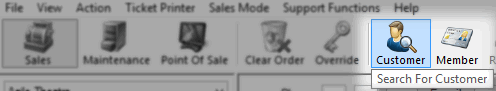 File View Action Ticket Printer Sales Mode Support Functions Help
Sales Maintenance Point Of Sale Clear Order Override Customer Member
Search For Customer